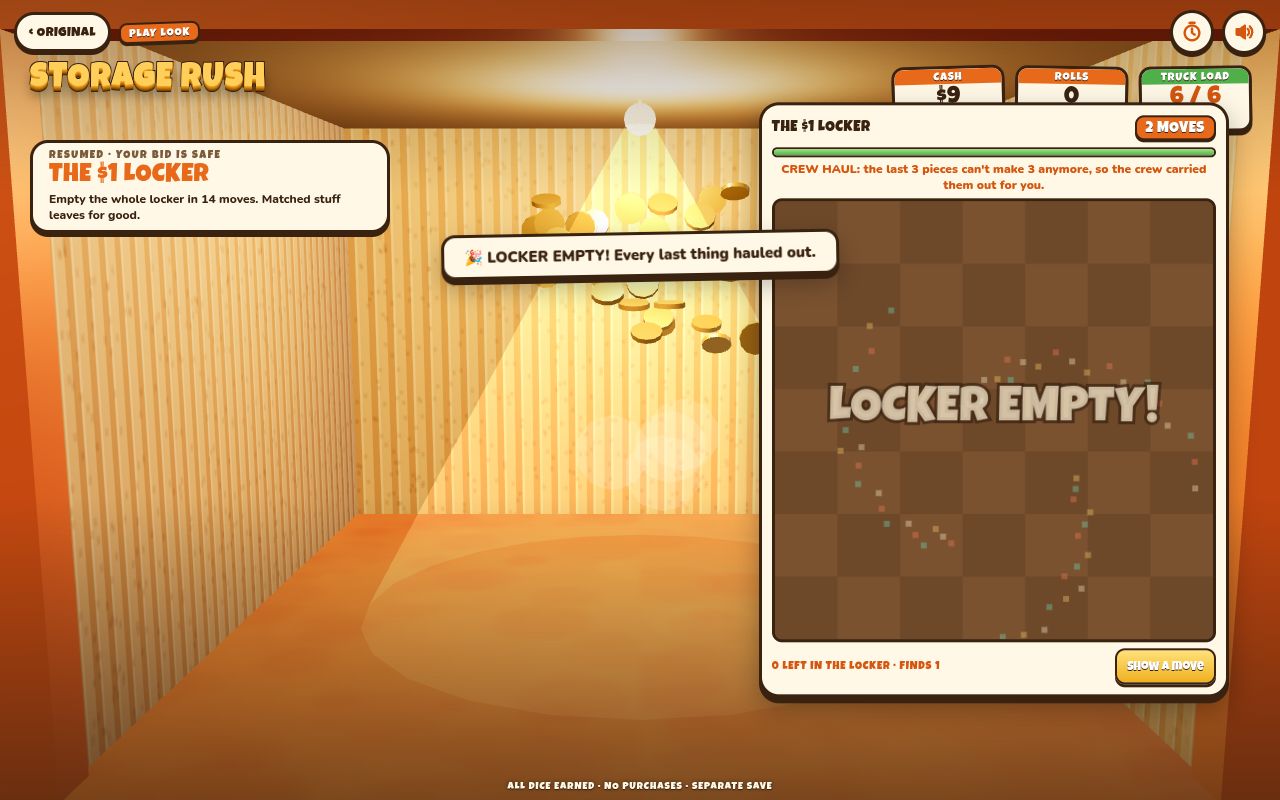 ‹ ORIGINAL
PLAY LOOK
STORAGE RUSH
CASH
$9
ROLLS
0
TRUCK LOAD
6 / 6
RESUMED · YOUR BID IS SAFE
THE $1 LOCKER
Empty the whole locker in 14 moves. Matched stuff
leaves for good.
🎉 LOCKER EMPTY! Every last thing hauled out.
THE $1 LOCKER
2 MOVES
CREW HAUL: the last 3 pieces can't make 3 anymore, so the crew carried
them out for you.
LOCKER EMPTY!
0 LEFT IN THE LOCKER · FINDS 1
Show a move
ALL DICE EARNED · NO PURCHASES · SEPARATE SAVE